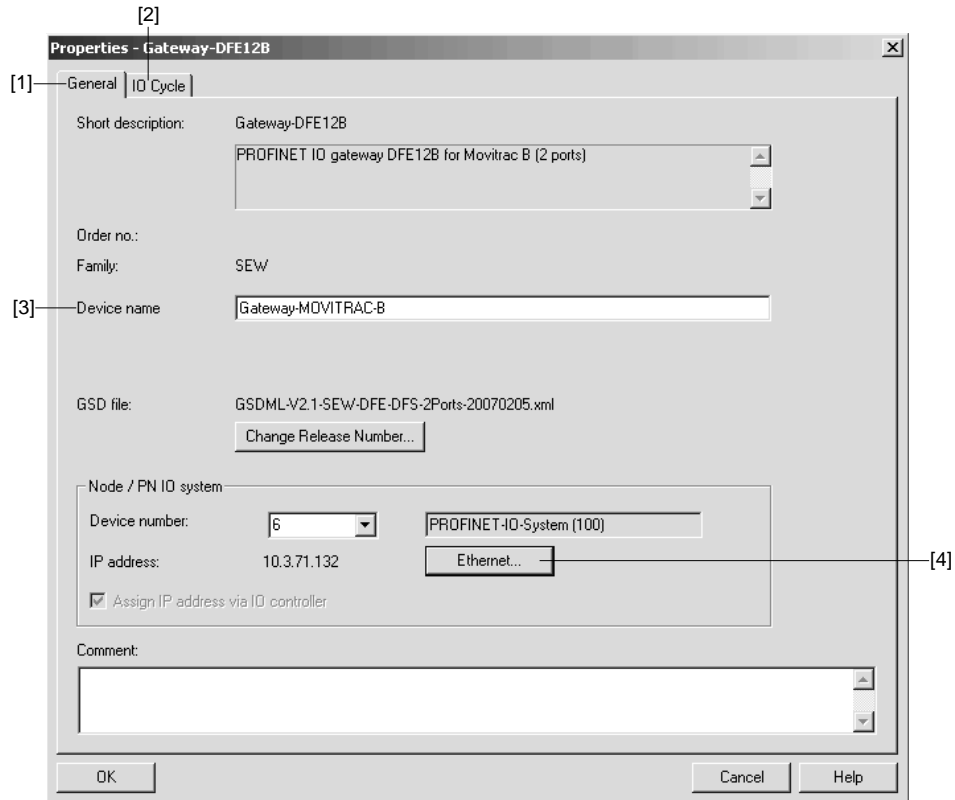 [2]
Properties - Gateway-DFE12B
[1] General IO Cycle
Short description: Gateway-DFE12B
PROFINET IO gateway DFE12B for Movitrac B (2 ports)
Order no.:
Family: SEW
[3] Device name Gateway-MOVITRAC-B
GSD file: GSDML-V2.1-SEW-DFE-DFS-2Ports-20070205.xml
Change Release Number...
Node / PN IO system
Device number: 6 PROFINET-IO-System (100)
IP address: 10.3.71.132 Ethernet... [4]
Assign IP address via IO controller
Comment:
OK Cancel Help